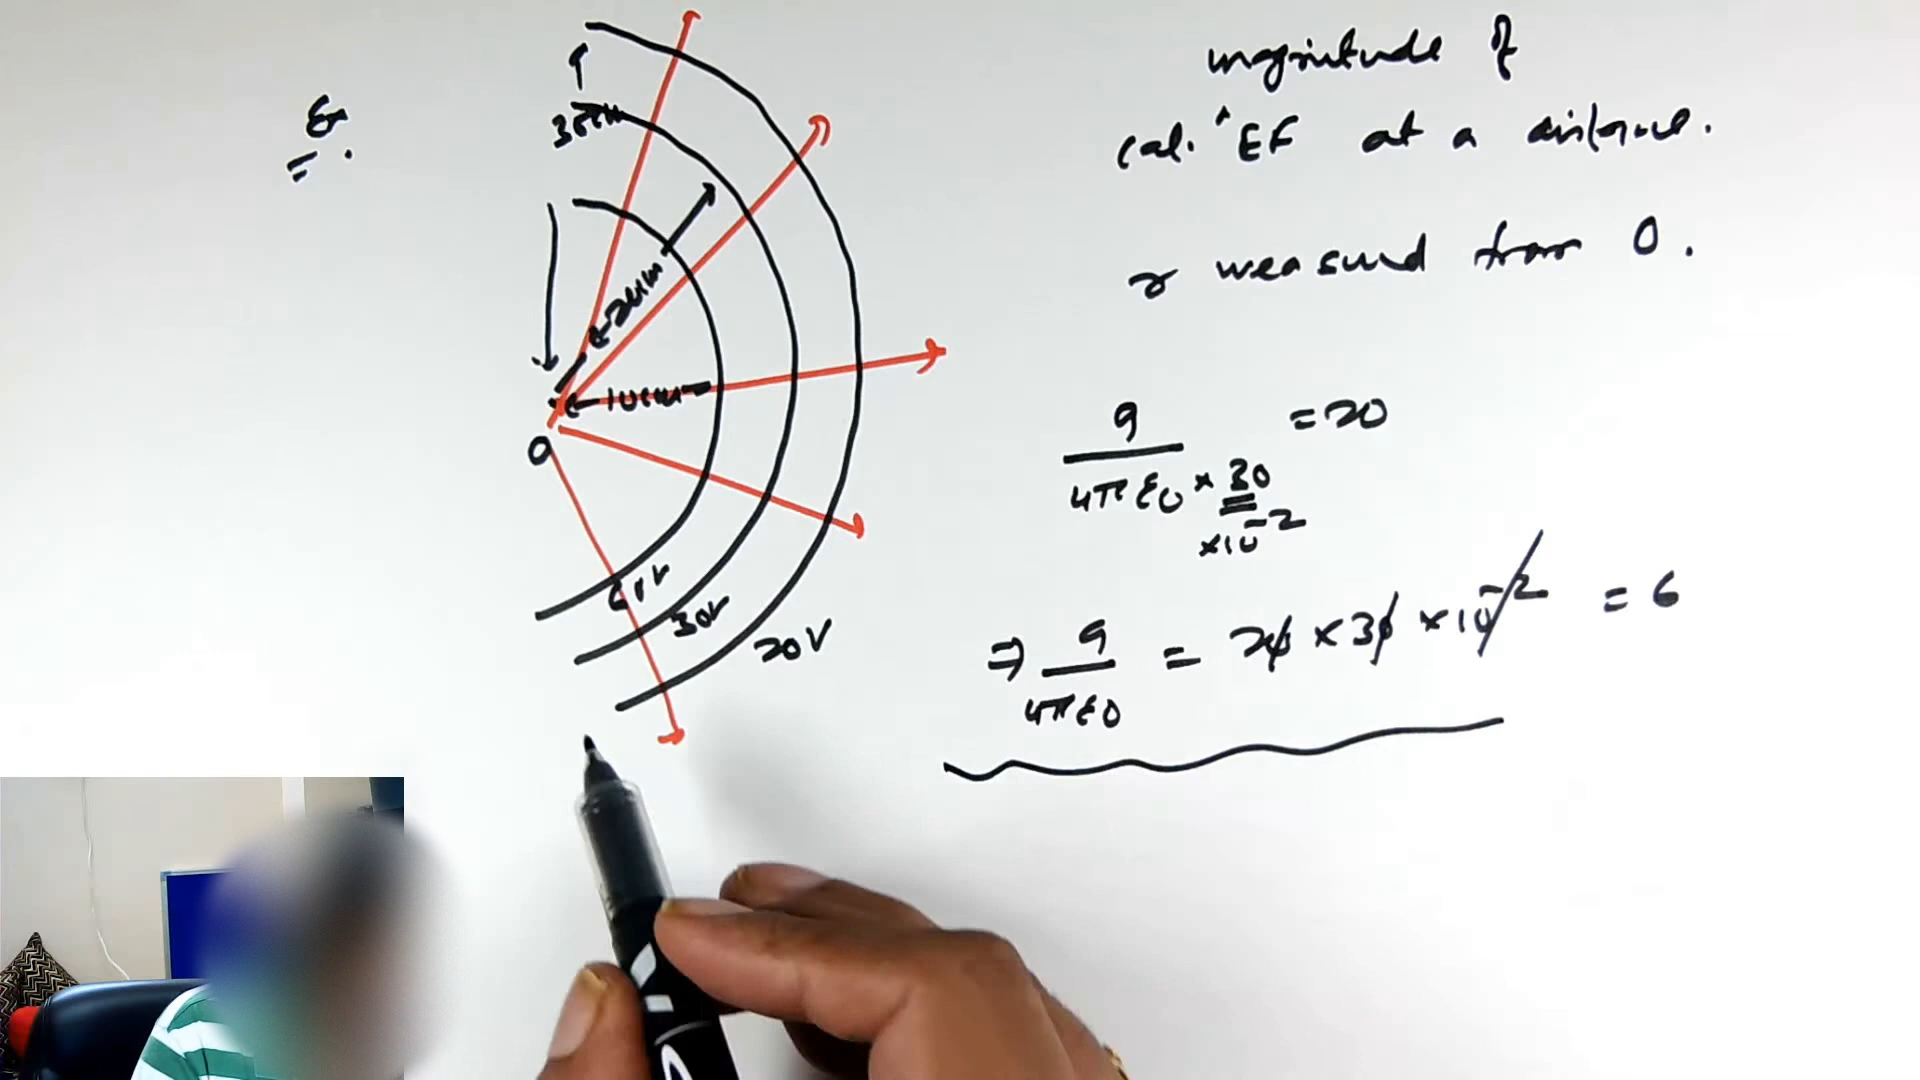 magnitude of
cal. ^ EF at a distance.
r measured from O.
Ex.
30cm
20cm
10cm
O
60V
30V
20V
q / 4πε0 × 30 × 10^-2 = 20
⇒ q / 4πε0 = 20 × 30 × 10^-2 = 6